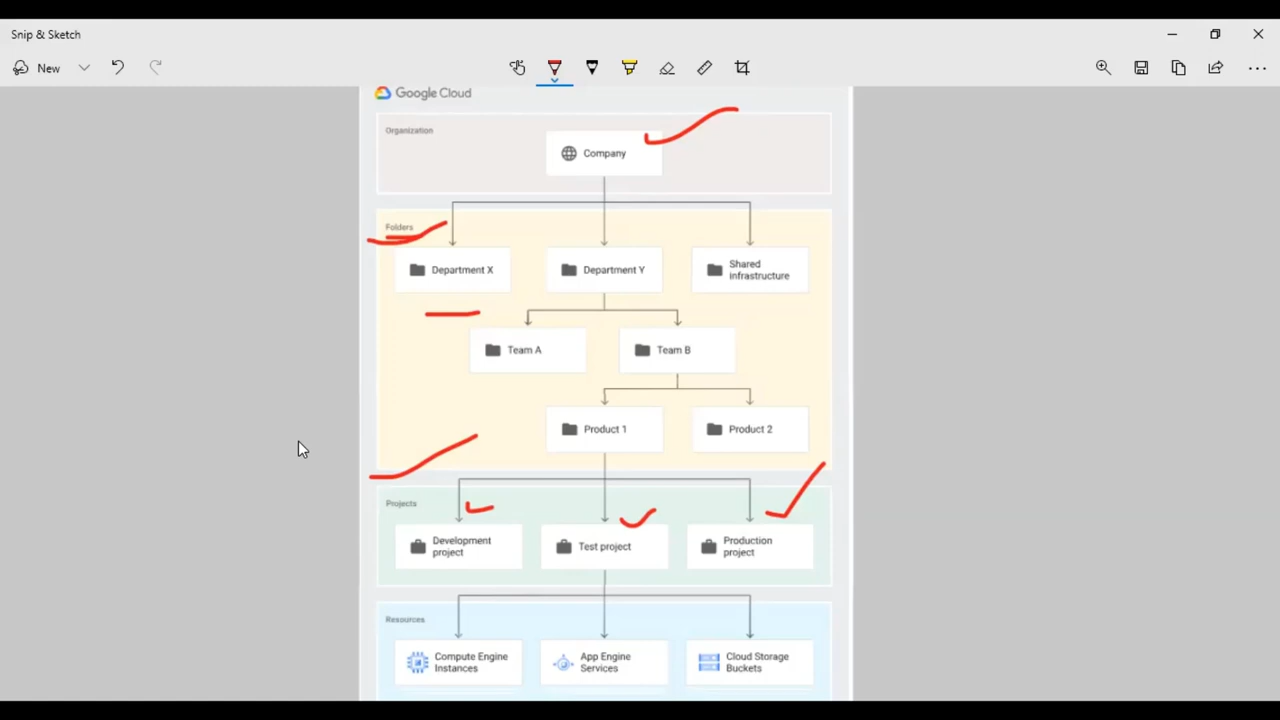 Snip & Sketch
New
Google Cloud
Organization
Company
Folders
Department X
Department Y
Shared
infrastructure
Team A
Team B
Product 1
Product 2
Projects
Development
project
Test project
Production
project
Resources
Compute Engine
Instances
App Engine
Services
Cloud Storage
Buckets